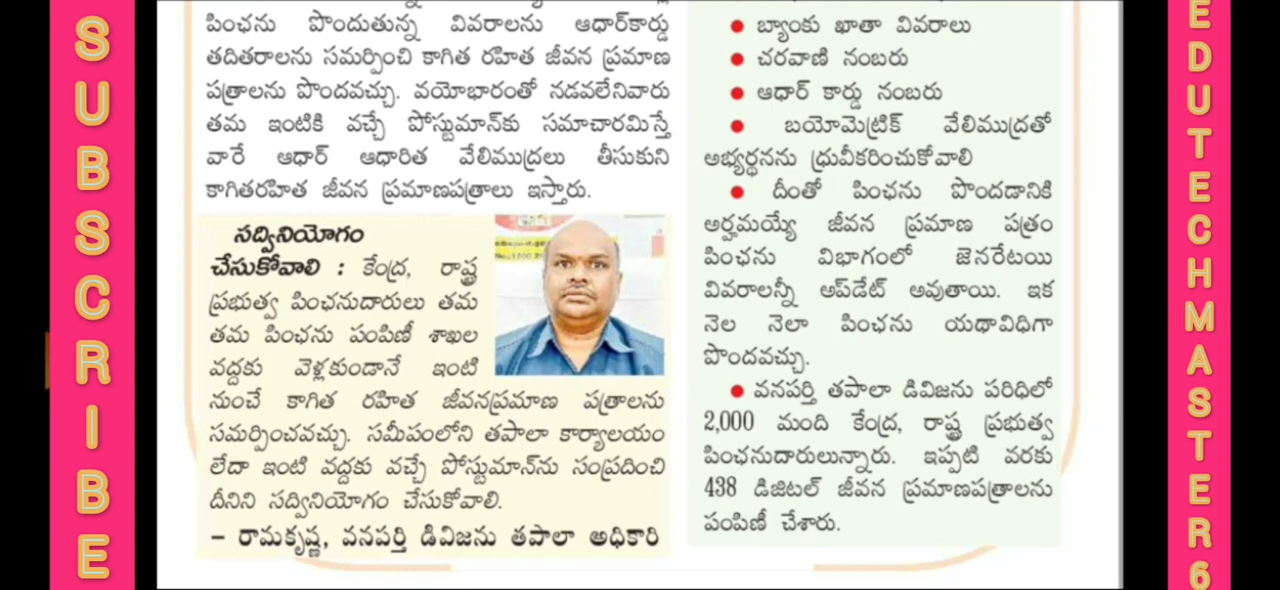 SUBSCRIBE
పింఛను పొందుతున్న వివరాలను ఆధార్‌కార్డు
తదితరాలను సమర్పించి కాగిత రహిత జీవన ప్రమాణ
పత్రాలను పొందవచ్చు. వయోభారంతో నడవలేనివారు
తమ ఇంటికి వచ్చే పోస్టుమాన్‌కు సమాచారమిస్తే
వారే ఆధార్ ఆధారిత వేలిముద్రలు తీసుకుని
కాగితరహిత జీవన ప్రమాణపత్రాలు ఇస్తారు.
సద్వినియోగం
చేసుకోవాలి : కేంద్ర, రాష్ట్ర
ప్రభుత్వ పింఛనుదారులు తమ
తమ పింఛను పంపిణీ శాఖల
వద్దకు వెళ్లకుండానే ఇంటి
నుంచే కాగిత రహిత జీవనప్రమాణ పత్రాలను
సమర్పించవచ్చు. సమీపంలోని తపాలా కార్యాలయం
లేదా ఇంటి వద్దకు వచ్చే పోస్టుమాన్‌ను సంప్రదించి
దీనిని సద్వినియోగం చేసుకోవాలి.
– రామకృష్ణ, వనపర్తి డివిజను తపాలా అధికారి
● బ్యాంకు ఖాతా వివరాలు
● చరవాణి నంబరు
● ఆధార్ కార్డు నంబరు
● బయోమెట్రిక్ వేలిముద్రతో
అభ్యర్థనను ధ్రువీకరించుకోవాలి
● దీంతో పింఛను పొందడానికి
అర్హమయ్యే జీవన ప్రమాణ పత్రం
పింఛను విభాగంలో జెనరేటయి
వివరాలన్నీ అప్‌డేట్ అవుతాయి. ఇక
నెల నెలా పింఛను యథావిధిగా
పొందవచ్చు.
● వనపర్తి తపాలా డివిజను పరిధిలో
2,000 మంది కేంద్ర, రాష్ట్ర ప్రభుత్వ
పింఛనుదారులున్నారు. ఇప్పటి వరకు
438 డిజిటల్ జీవన ప్రమాణపత్రాలను
పంపిణీ చేశారు.
EDUTECHMASTER6